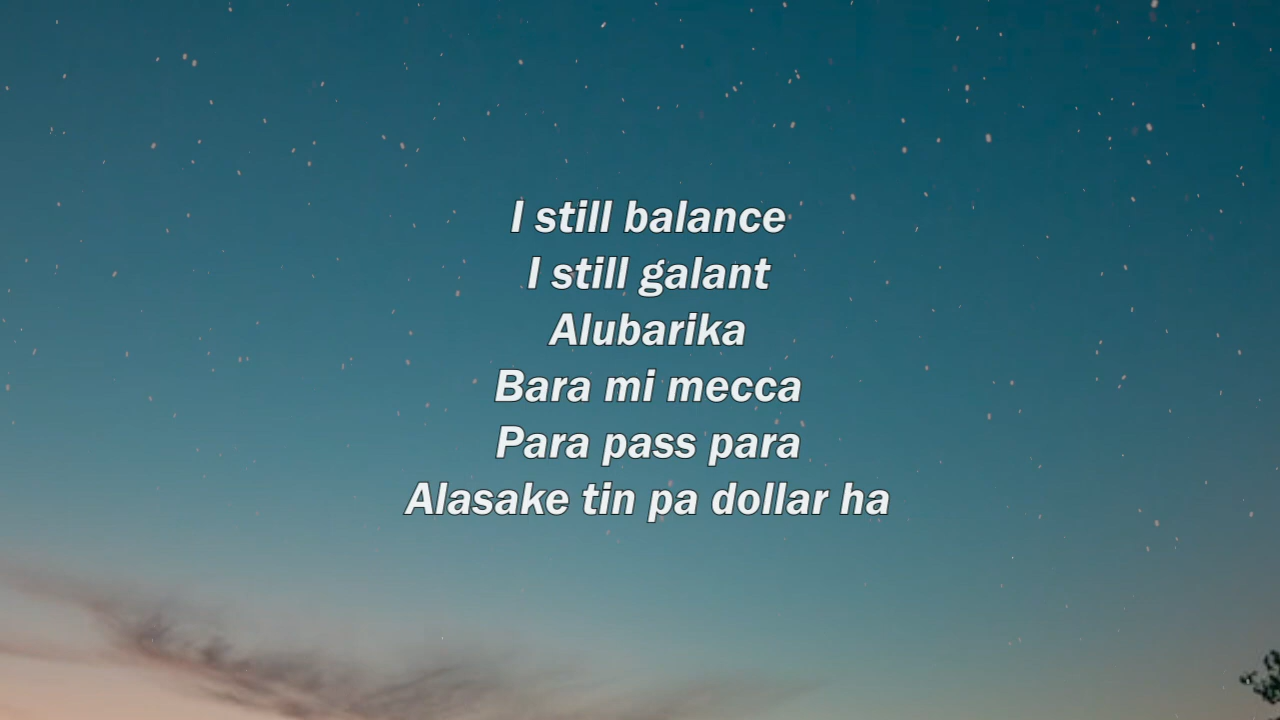 I still balance
I still galant
Alubarika
Bara mi mecca
Para pass para
Alasake tin pa dollar ha